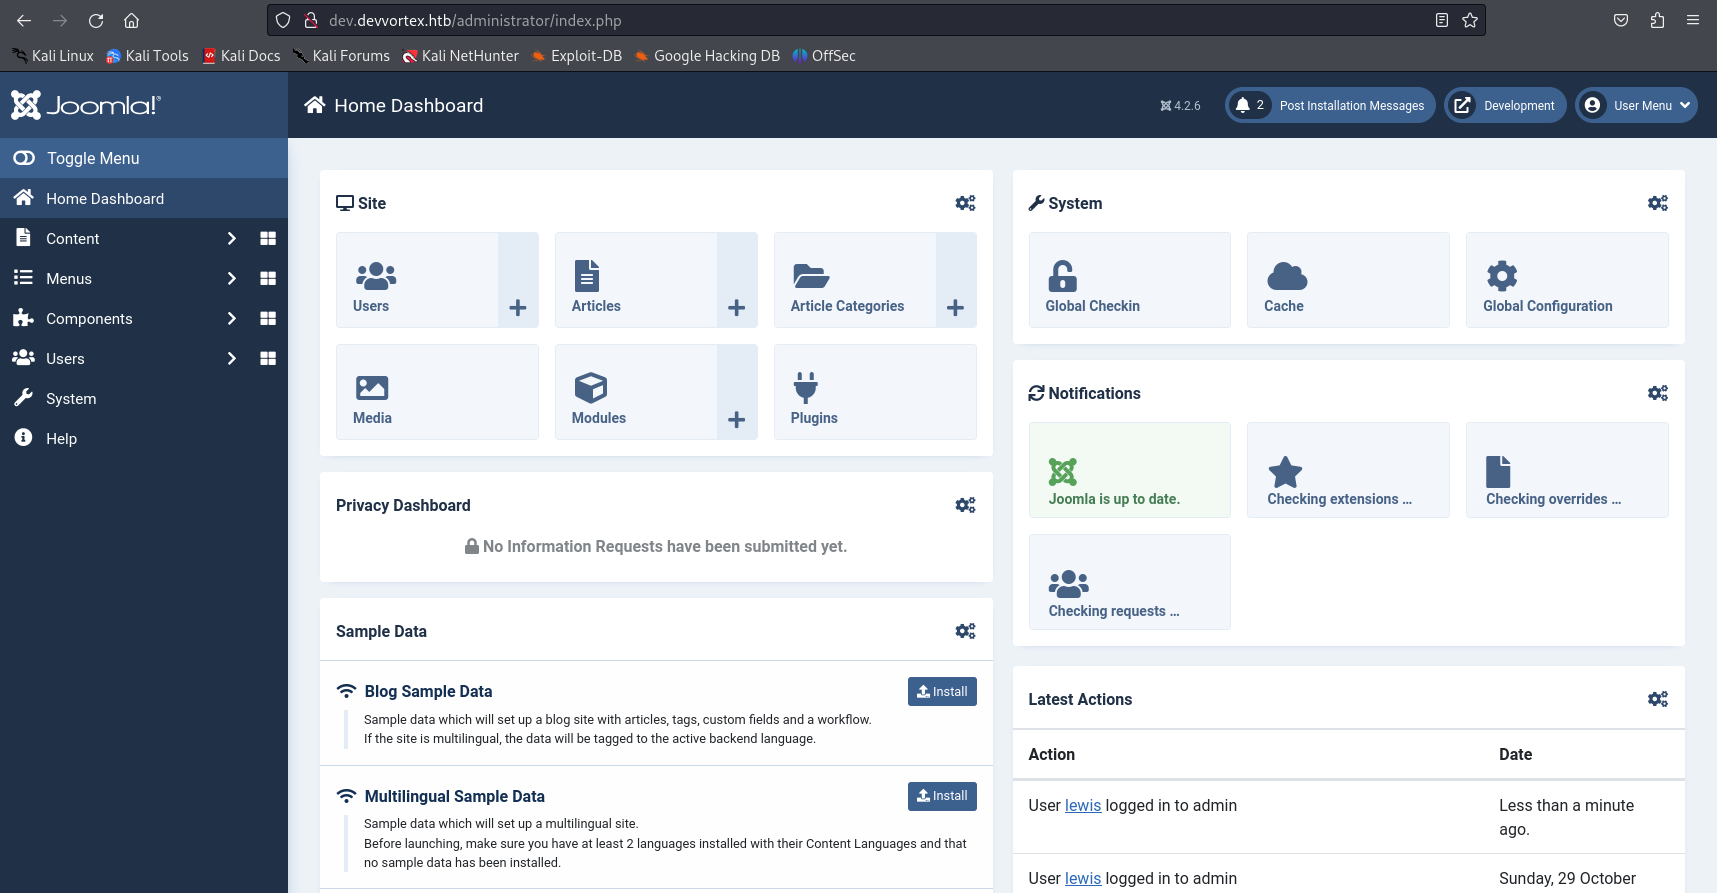 dev.devvortex.htb/administrator/index.php
Kali Linux Kali Tools Kali Docs Kali Forums Kali NetHunter Exploit-DB Google Hacking DB OffSec
Joomla!®
Home Dashboard
4.2.6
2 Post Installation Messages
Development
User Menu
Toggle Menu
Home Dashboard
Content
Menus
Components
Users
System
Help
Site
Users
Articles
Article Categories
Media
Modules
Plugins
Privacy Dashboard
No Information Requests have been submitted yet.
Sample Data
Blog Sample Data
Install
Sample data which will set up a blog site with articles, tags, custom fields and a workflow.
If the site is multilingual, the data will be tagged to the active backend language.
Multilingual Sample Data
Install
Sample data which will set up a multilingual site.
Before launching, make sure you have at least 2 languages installed with their Content Languages and that
no sample data has been installed.
System
Global Checkin
Cache
Global Configuration
Notifications
Joomla is up to date.
Checking extensions ...
Checking overrides ...
Checking requests ...
Latest Actions
Action Date
User lewis logged in to admin Less than a minute
ago.
User lewis logged in to admin Sunday, 29 October